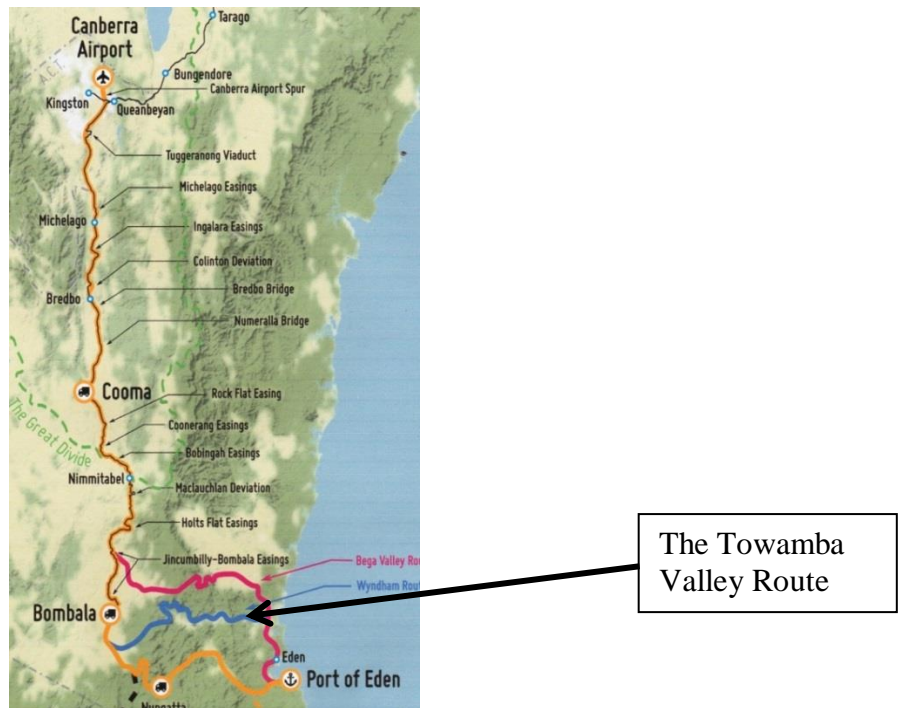 Tarago
Canberra
Airport
A.C.T.
Bungendore
Canberra Airport Spur
Kingston
Queanbeyan
Tuggeranong Viaduct
Michelago Easings
Michelago
Ingalara Easings
Colinton Deviation
Bredbo Bridge
Bredbo
Numeralla Bridge
Cooma
Rock Flat Easing
The Great Divide
Coonerang Easings
Bobingah Easings
Nimmitabel
Maclauchlan Deviation
Holts Flat Easings
Jincumbilly-Bombala Easings
Bega Valley Rou
Wyndham Rout
The Towamba
Valley Route
Bombala
Eden
Port of Eden